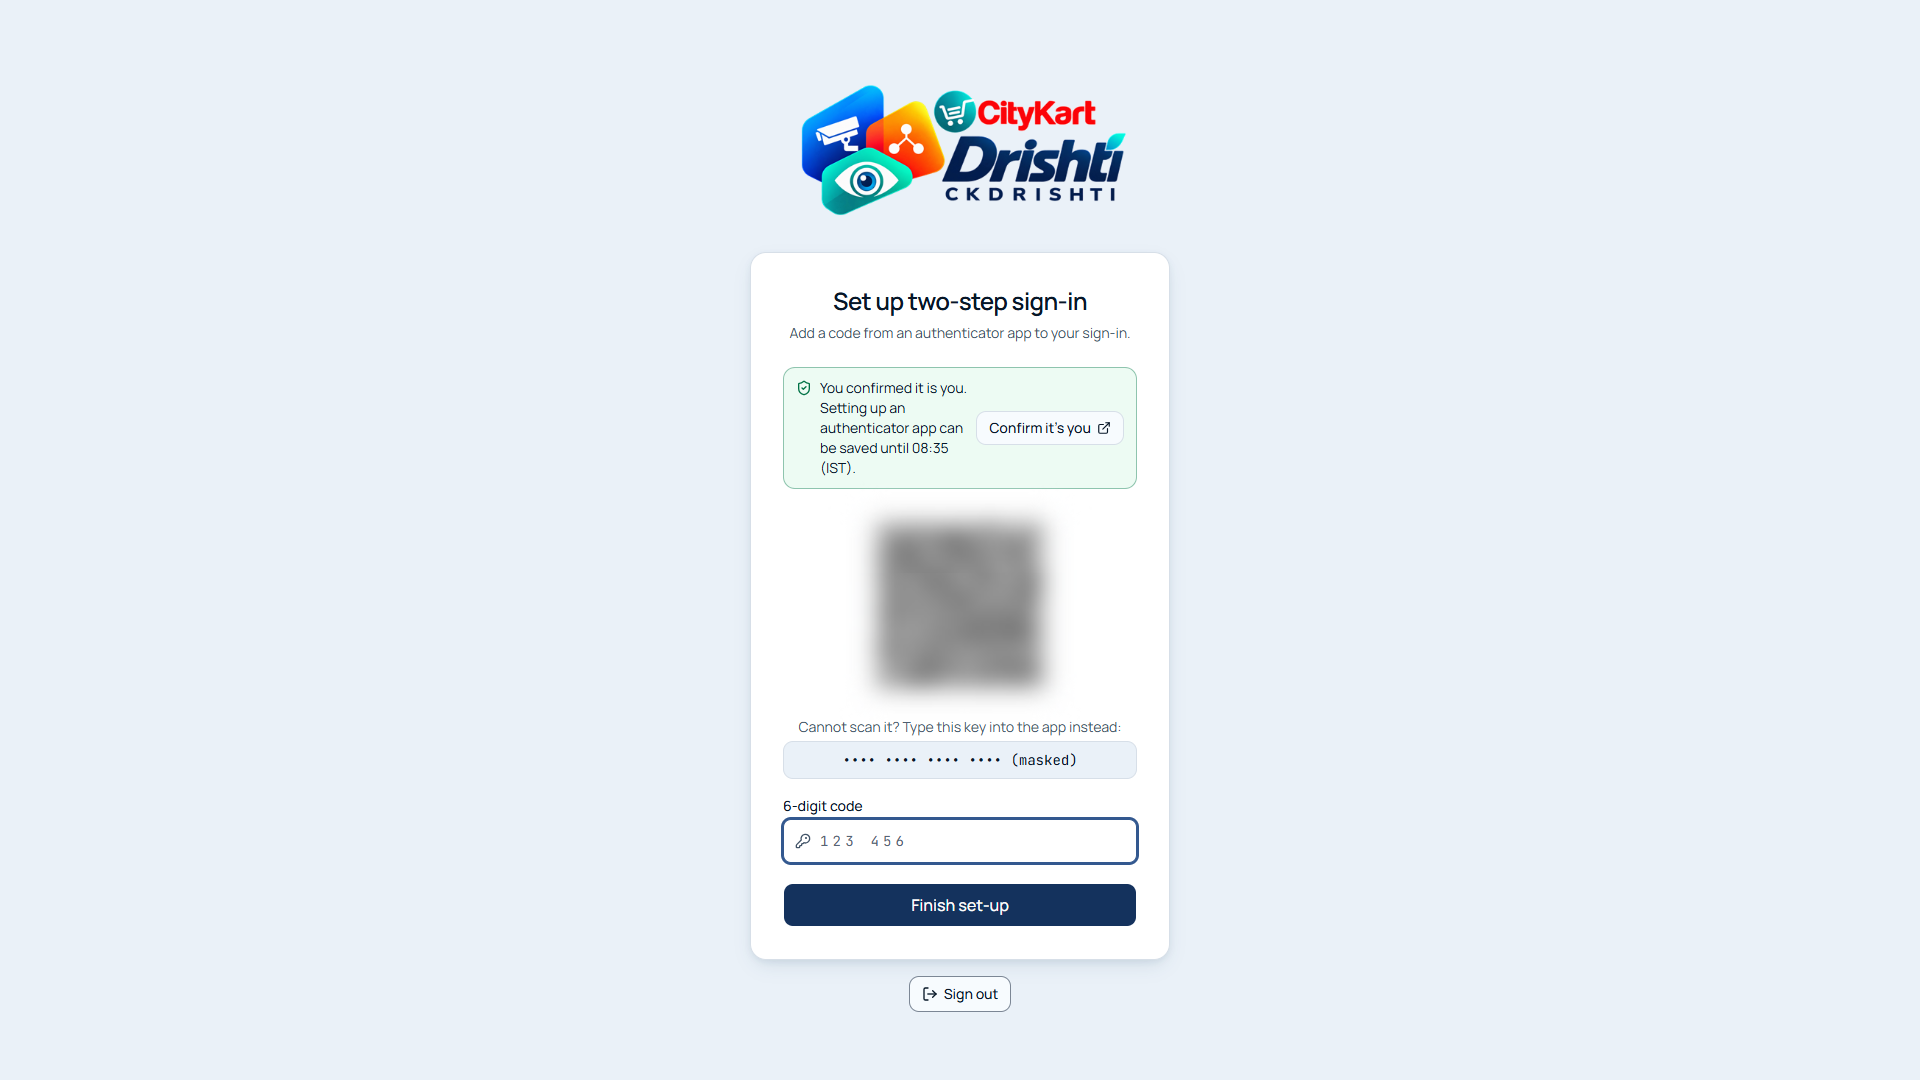 CityKart
Drishti
CKDRISHTI
Set up two-step sign-in
Add a code from an authenticator app to your sign-in.
You confirmed it is you.
Setting up an
authenticator app can
be saved until 08:35
(IST).
Confirm it's you
Cannot scan it? Type this key into the app instead:
•••• •••• •••• •••• (masked)
6-digit code
123 456
Finish set-up
Sign out